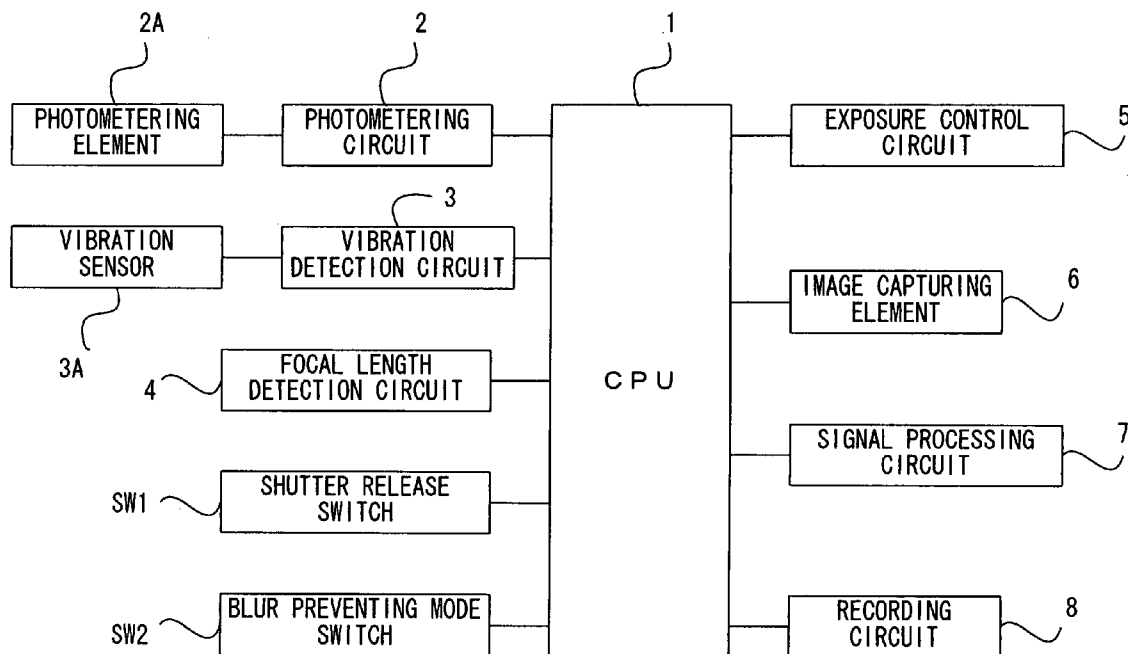 2A
2
1
PHOTOMETERING
ELEMENT
PHOTOMETERING
CIRCUIT
EXPOSURE CONTROL
CIRCUIT
5
3
VIBRATION
SENSOR
VIBRATION
DETECTION CIRCUIT
IMAGE CAPTURING
ELEMENT
6
3A
4
FOCAL LENGTH
DETECTION CIRCUIT
CPU
SIGNAL PROCESSING
CIRCUIT
7
SW1
SHUTTER RELEASE
SWITCH
SW2
BLUR PREVENTING MODE
SWITCH
RECORDING
CIRCUIT
8